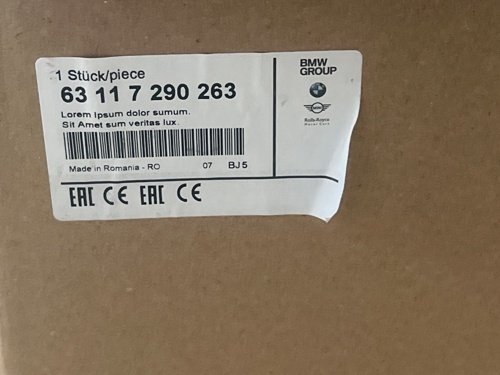 1 Stück/piece
63 11 7 290 263
Lorem Ipsum dolor sumum.
Sit Amet sum veritas lux.
Made in Romania - RO 07 BJ5
EAC CE EAC CE
BMW
GROUP
MINI
Rolls-Royce
Motor Cars